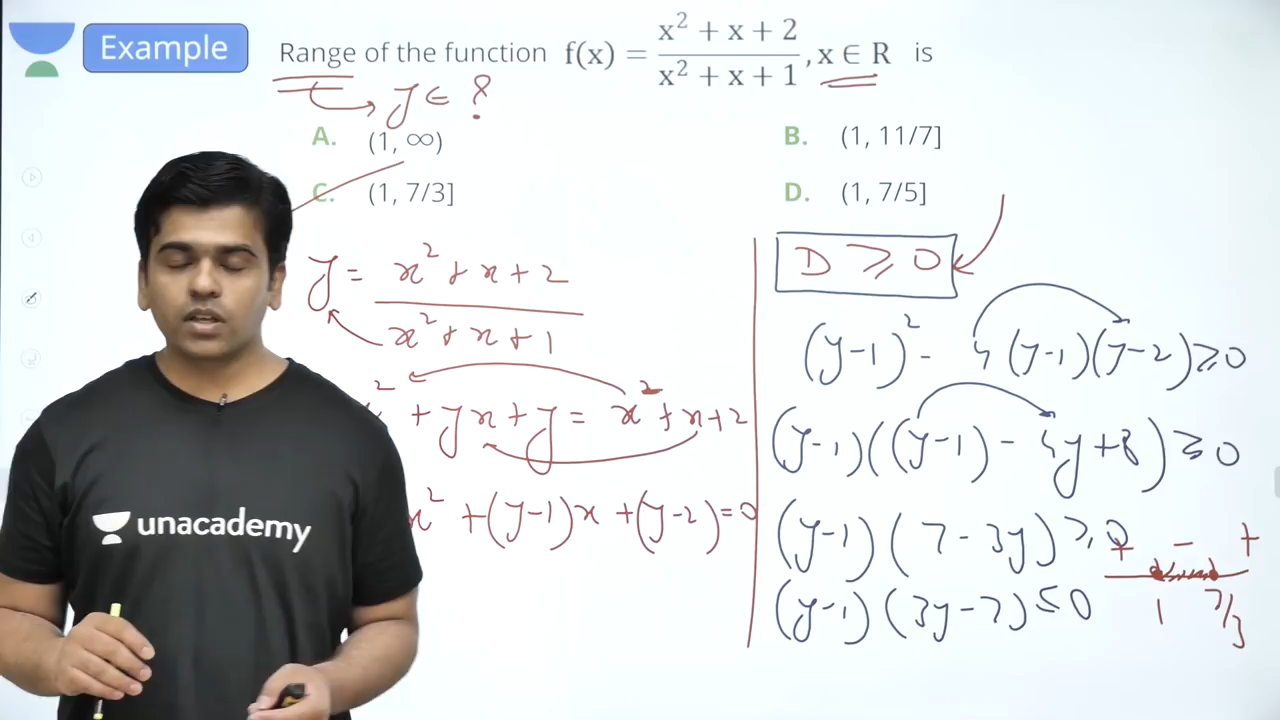 Example
Range of the function f(x) = (x² + x + 2)/(x² + x + 1), x ∈ R is
y ∈ ?
A. (1, ∞)
B. (1, 11/7]
C. (1, 7/3]
D. (1, 7/5]
y = (x² + x + 2)/(x² + x + 1)
² + yx + y = x² + x + 2
x² + (y-1)x + (y-2) = 0
D ≥ 0
(y-1)² - 4(y-1)(y-2) ≥ 0
(y-1)((y-1) - 4y + 8) ≥ 0
(y-1)(7 - 3y) ≥ 0
+ - +
(y-1)(3y-7) ≤ 0
1 7/3
unacademy